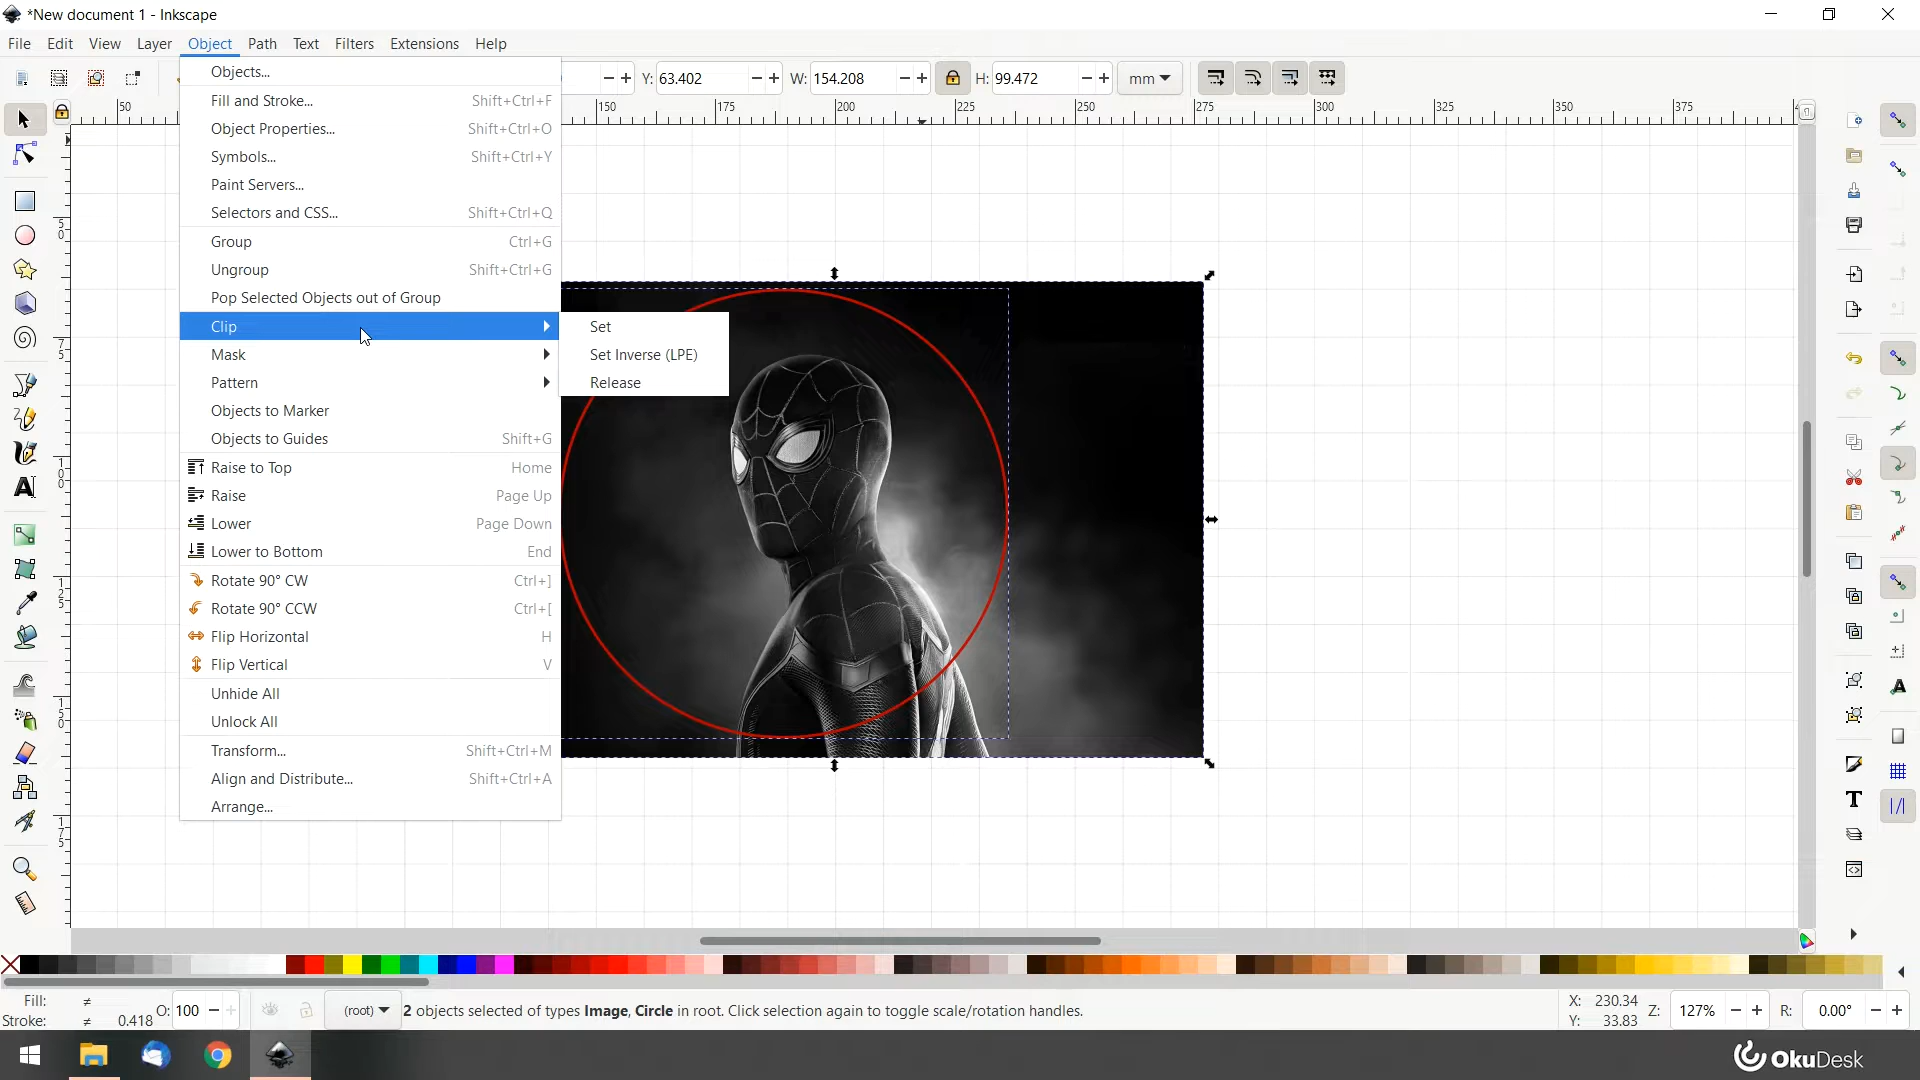 *New document 1 - Inkscape
File Edit View Layer Object Path Text Filters Extensions Help
Y: 63.402 W: 154.208 H: 99.472 mm
50 150 175 200 225 250 275 300 325 350 375
Objects...
Fill and Stroke... Shift+Ctrl+F
Object Properties... Shift+Ctrl+O
Symbols... Shift+Ctrl+Y
Paint Servers...
Selectors and CSS... Shift+Ctrl+Q
Group Ctrl+G
Ungroup Shift+Ctrl+G
Pop Selected Objects out of Group
Clip
Mask
Pattern
Objects to Marker
Objects to Guides Shift+G
Raise to Top Home
Raise Page Up
Lower Page Down
Lower to Bottom End
Rotate 90° CW Ctrl+]
Rotate 90° CCW Ctrl+[
Flip Horizontal H
Flip Vertical V
Unhide All
Unlock All
Transform... Shift+Ctrl+M
Align and Distribute... Shift+Ctrl+A
Arrange...
Set
Set Inverse (LPE)
Release
50
75
100
125
150
175
Fill: ≠ O: 100 (root) 2 objects selected of types Image, Circle in root. Click selection again to toggle scale/rotation handles. X: 230.34 Z: 127% R: 0.00°
Stroke: ≠ 0.418 Y: 33.83
OkuDesk